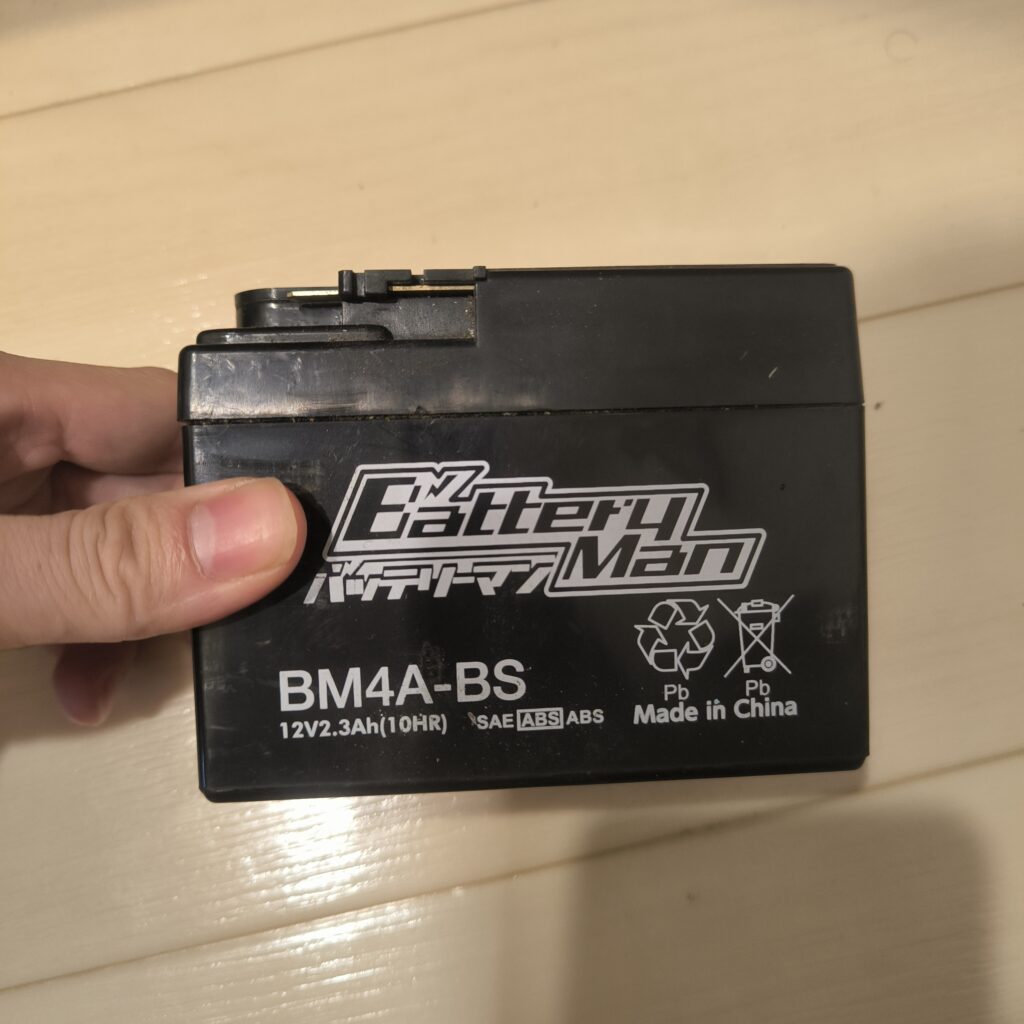 Battery
Man
バッテリーマン
BM4A-BS
12V2.3Ah(10HR)
SAE ABS ABS
Pb
Pb
Made in China